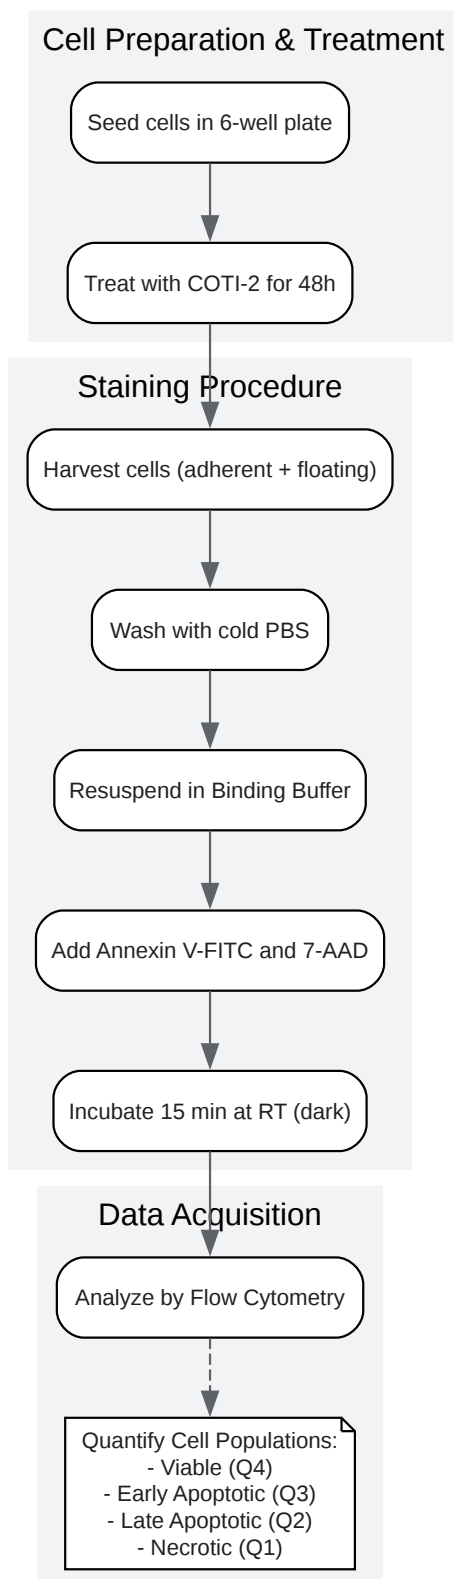 Cell Preparation & Treatment
Seed cells in 6-well plate
Treat with COTI-2 for 48h
Staining Procedure
Harvest cells (adherent + floating)
Wash with cold PBS
Resuspend in Binding Buffer
Add Annexin V-FITC and 7-AAD
Incubate 15 min at RT (dark)
Data Acquisition
Analyze by Flow Cytometry
Quantify Cell Populations:
- Viable (Q4)
- Early Apoptotic (Q3)
- Late Apoptotic (Q2)
- Necrotic (Q1)